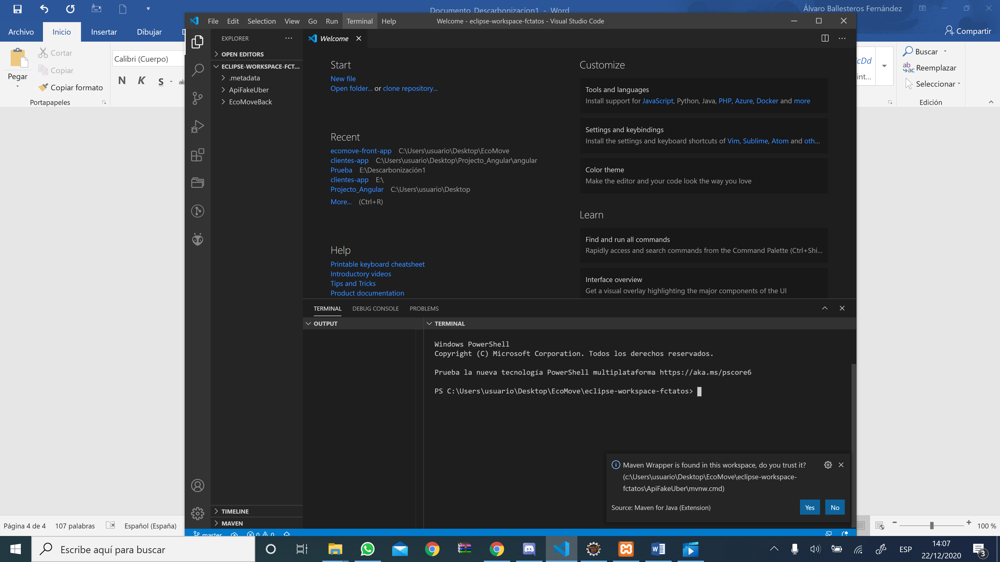 Documento Descarbonizacion1 - Word
Álvaro Ballesteros Fernández
Archivo
Inicio
Insertar
Dibujar
Compartir
Pegar
Cortar
Copiar
Copiar formato
Portapapeles
Calibri (Cuerpo)
N K S
Buscar
Reemplazar
Seleccionar
Edición
File Edit Selection View Go Run Terminal Help
Welcome - eclipse-workspace-fctatos - Visual Studio Code
EXPLORER
OPEN EDITORS
ECLIPSE-WORKSPACE-FCT...
.metadata
ApiFakeUber
EcoMoveBack
TIMELINE
MAVEN
Welcome
Start
New file
Open folder... or clone repository...
Recent
ecomove-front-app C:\Users\usuario\Desktop\EcoMove
clientes-app C:\Users\usuario\Desktop\Projecto_Angular\angular
Prueba E:\Descarbonización1
clientes-app E:\
Projecto_Angular C:\Users\usuario\Desktop
More... (Ctrl+R)
Help
Printable keyboard cheatsheet
Introductory videos
Tips and Tricks
Product documentation
Customize
Tools and languages
Install support for JavaScript, Python, Java, PHP, Azure, Docker and more
Settings and keybindings
Install the settings and keyboard shortcuts of Vim, Sublime, Atom and oth...
Color theme
Make the editor and your code look the way you love
Learn
Find and run all commands
Rapidly access and search commands from the Command Palette (Ctrl+Shi...
Interface overview
Get a visual overlay highlighting the major components of the UI
TERMINAL DEBUG CONSOLE PROBLEMS
OUTPUT
TERMINAL
Windows PowerShell
Copyright (C) Microsoft Corporation. Todos los derechos reservados.
Prueba la nueva tecnología PowerShell multiplataforma https://aka.ms/pscore6
PS C:\Users\usuario\Desktop\EcoMove\eclipse-workspace-fctatos>
Maven Wrapper is found in this workspace, do you trust it?
(c:\Users\usuario\Desktop\EcoMove\eclipse-workspace-
fctatos\ApiFakeUber\mvnw.cmd)
Source: Maven for Java (Extension)
Yes
No
master 0 0
Página 4 de 4 107 palabras Español (España)
100 %
Escribe aquí para buscar
ESP
14:07
22/12/2020
3